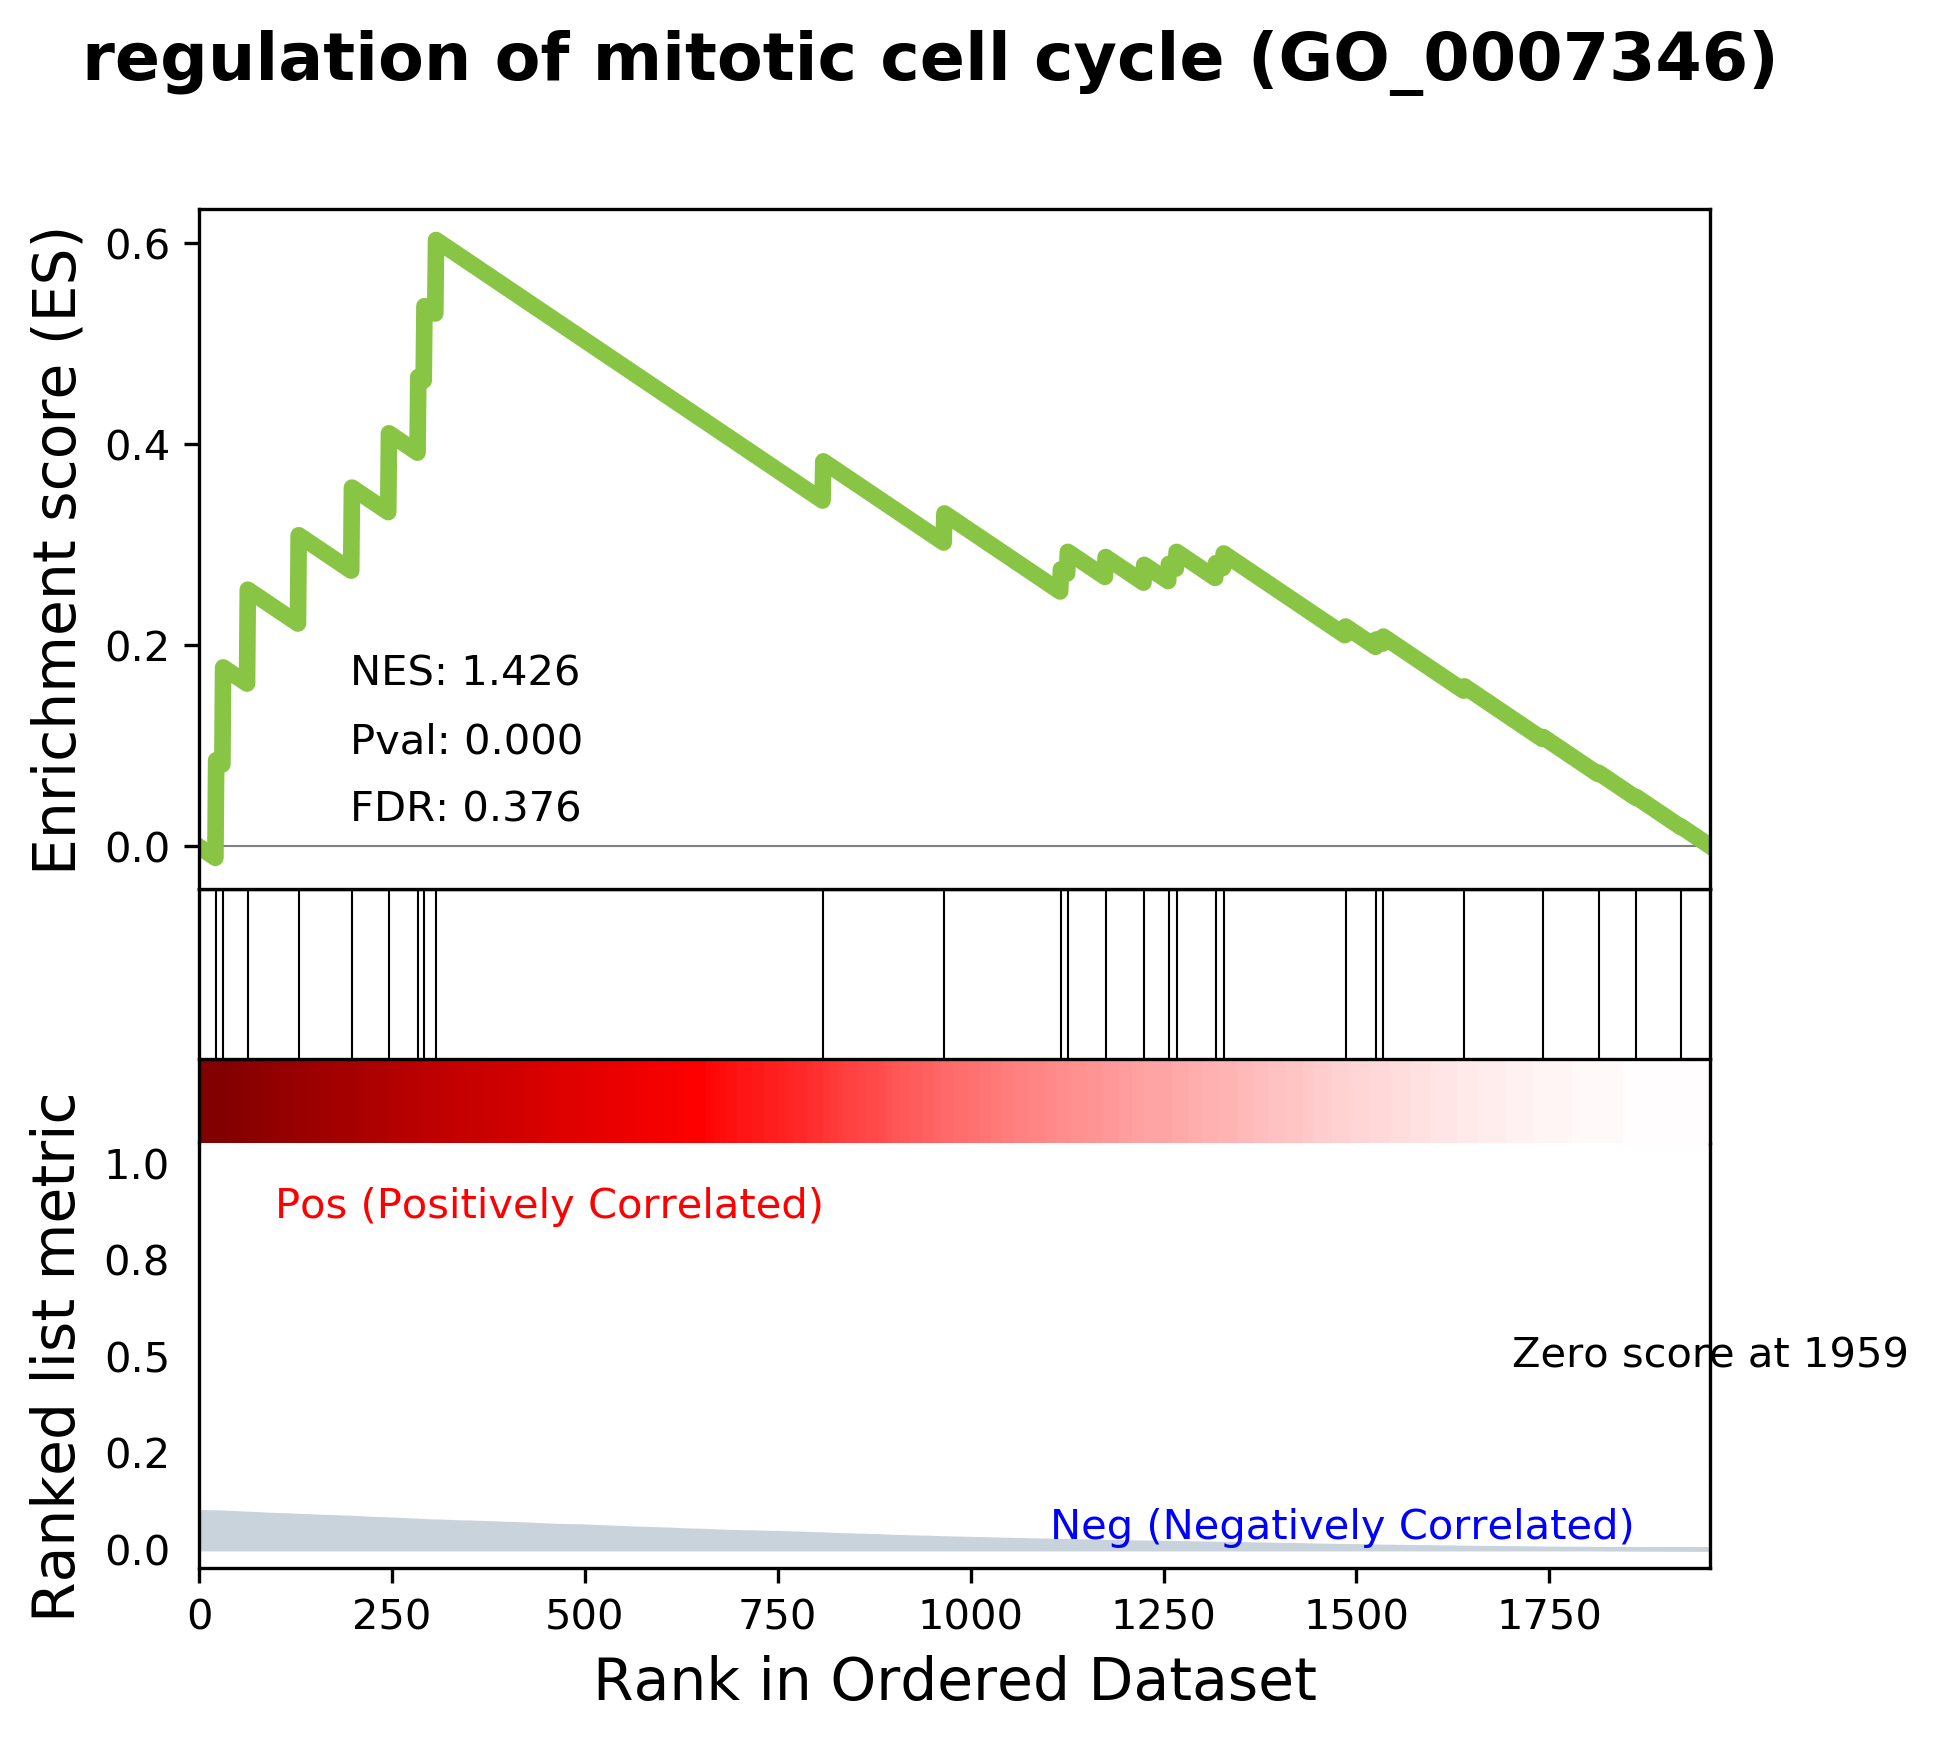 regulation of mitotic cell cycle (GO_0007346)
Enrichment score (ES)
0.6
0.4
0.2
0.0
NES: 1.426
Pval: 0.000
FDR: 0.376
Ranked list metric
1.0
0.8
0.5
0.2
0.0
Pos (Positively Correlated)
Zero score at 1959
Neg (Negatively Correlated)
0 250 500 750 1000 1250 1500 1750
Rank in Ordered Dataset